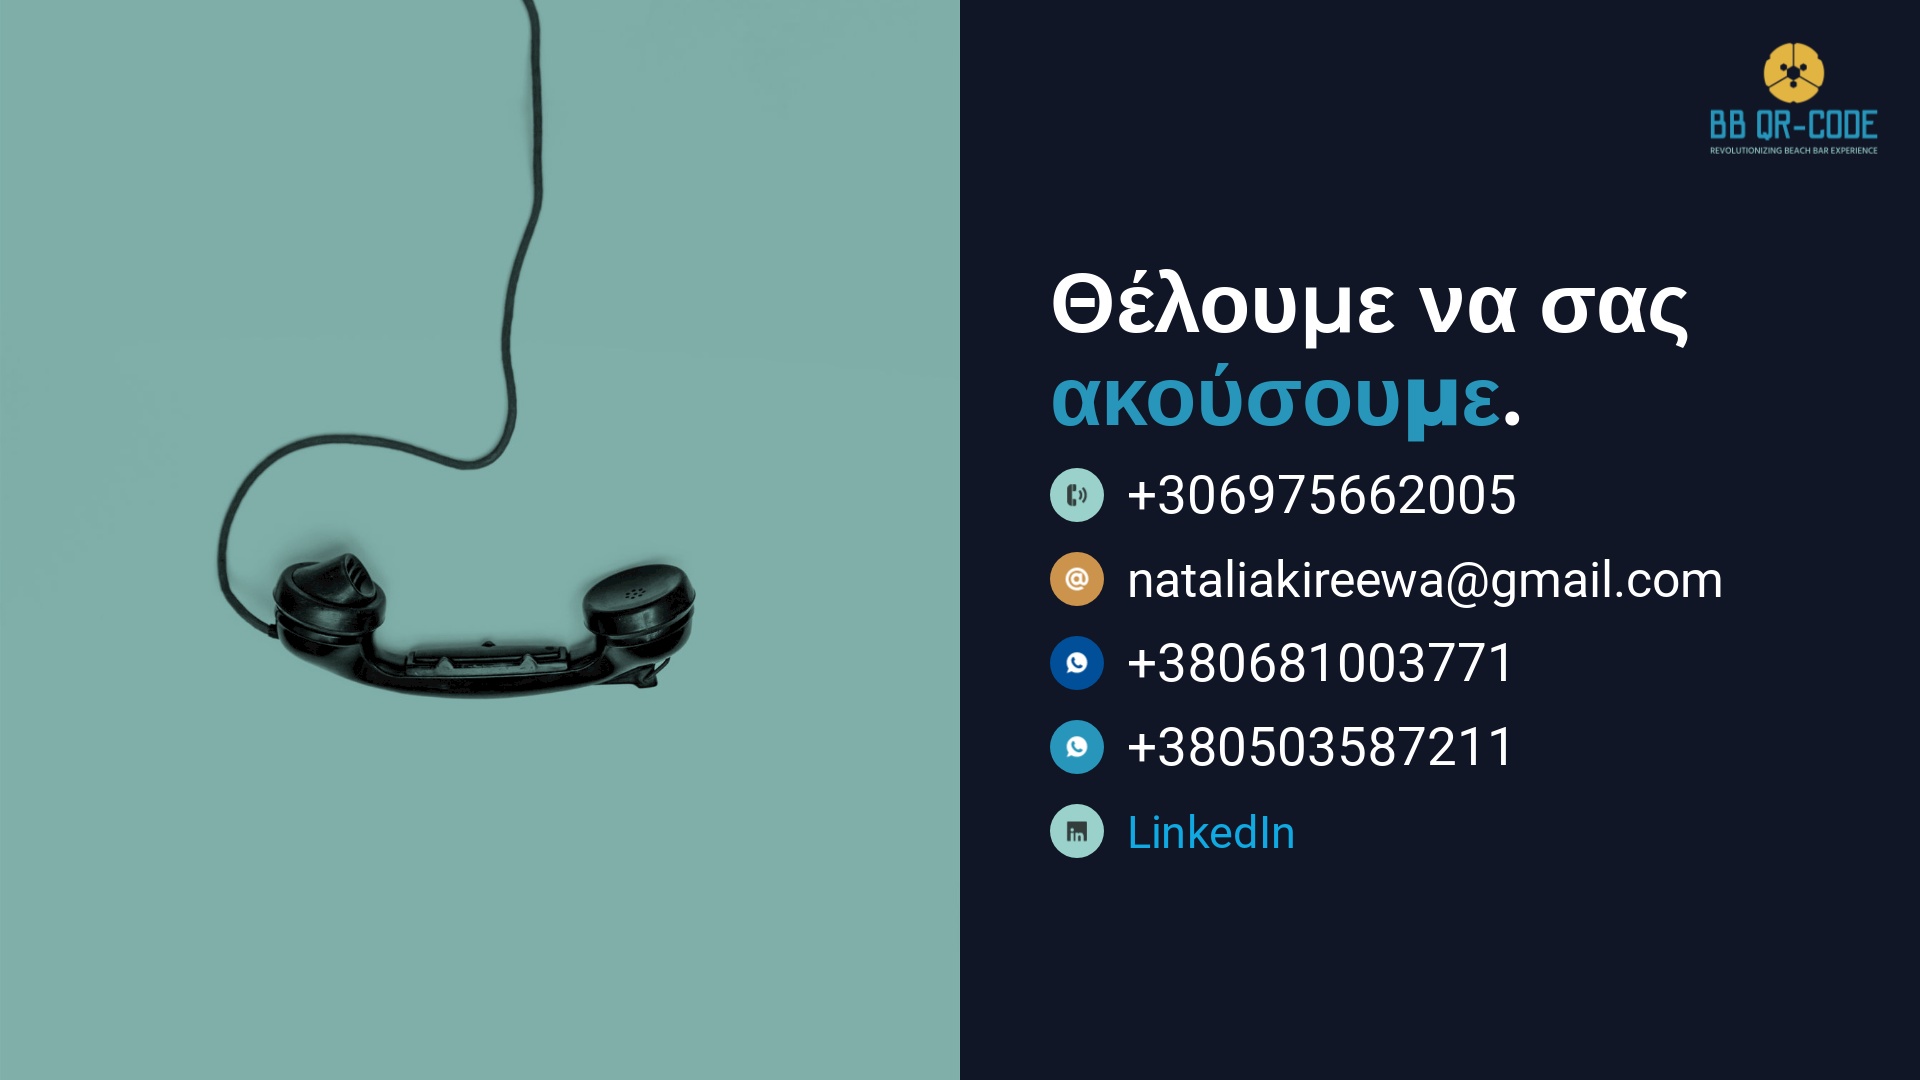 BB QR-CODE
REVOLUTIONIZING BEACH BAR EXPERIENCE
Θέλουμε να σας
ακούσουμε.
+306975662005
nataliakireewa@gmail.com
+380681003771
+380503587211
LinkedIn